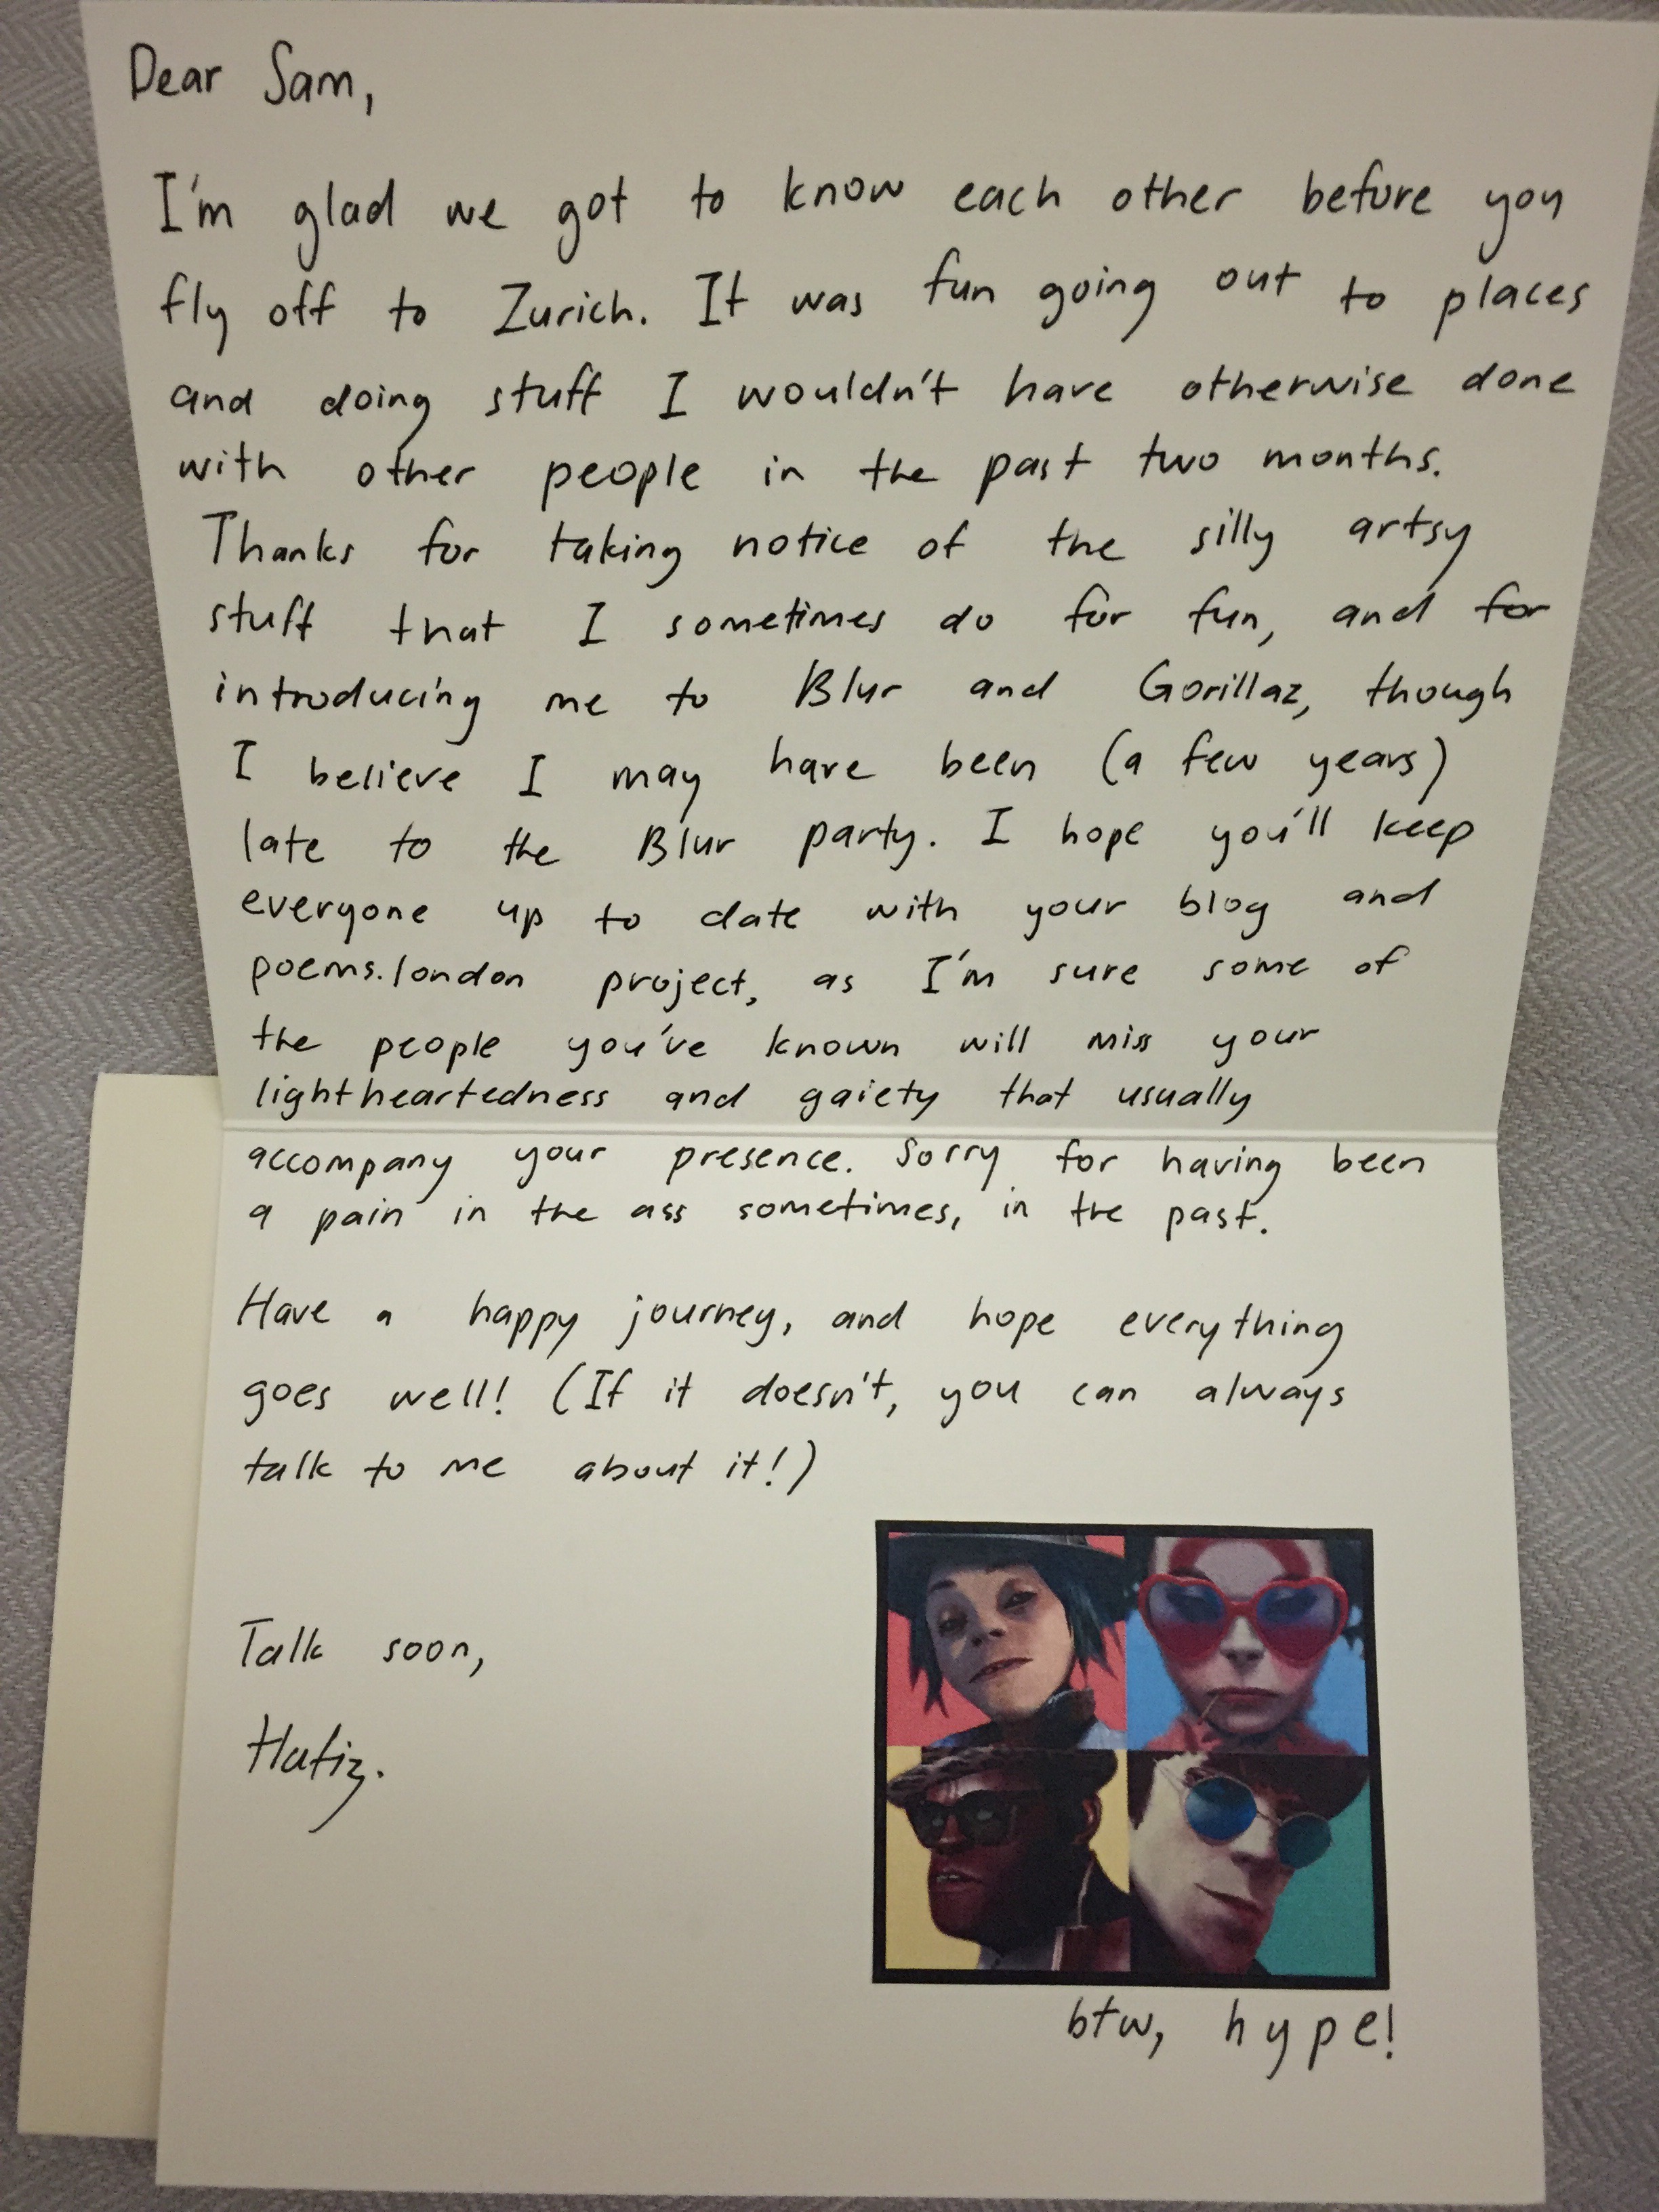 Dear Sam,
I'm glad we got to know each other before you
fly off to Zurich. It was fun going out to places
and doing stuff I wouldn't have otherwise done
with other people in the past two months.
Thanks for taking notice of the silly artsy
stuff that I sometimes do for fun, and for
introducing me to Blur and Gorillaz, though
I believe I may have been (a few years)
late to the Blur party. I hope you'll keep
everyone up to date with your blog and
poems.london project, as I'm sure some of
the people you've known will miss your
lightheartedness and gaiety that usually
accompany your presence. Sorry for having been
a pain in the ass sometimes, in the past.
Have a happy journey, and hope everything
goes well! (If it doesn't, you can always
talk to me about it!)
Talk soon,
Hafiz.
btw, hype!